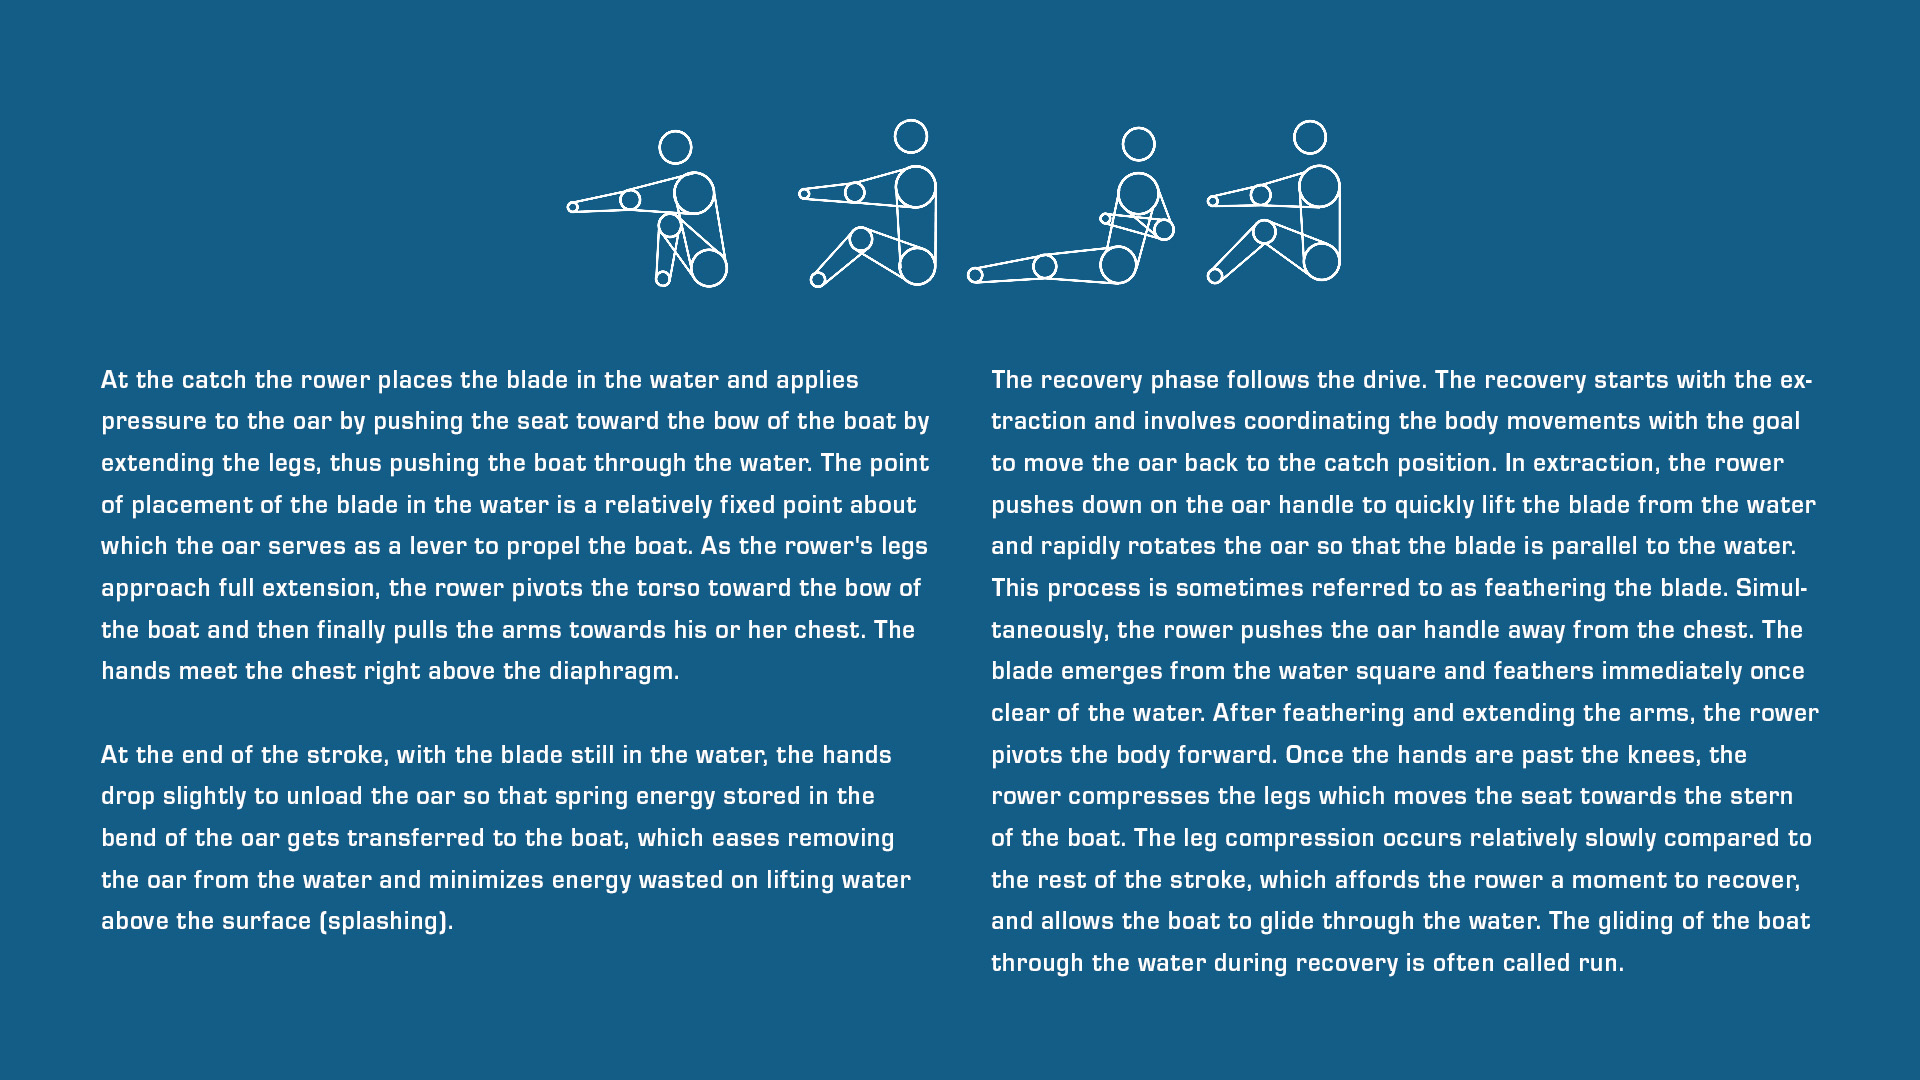 At the catch the rower places the blade in the water and applies
pressure to the oar by pushing the seat toward the bow of the boat by
extending the legs, thus pushing the boat through the water. The point
of placement of the blade in the water is a relatively fixed point about
which the oar serves as a lever to propel the boat. As the rower's legs
approach full extension, the rower pivots the torso toward the bow of
the boat and then finally pulls the arms towards his or her chest. The
hands meet the chest right above the diaphragm.

At the end of the stroke, with the blade still in the water, the hands
drop slightly to unload the oar so that spring energy stored in the
bend of the oar gets transferred to the boat, which eases removing
the oar from the water and minimizes energy wasted on lifting water
above the surface (splashing).

The recovery phase follows the drive. The recovery starts with the ex-
traction and involves coordinating the body movements with the goal
to move the oar back to the catch position. In extraction, the rower
pushes down on the oar handle to quickly lift the blade from the water
and rapidly rotates the oar so that the blade is parallel to the water.
This process is sometimes referred to as feathering the blade. Simul-
taneously, the rower pushes the oar handle away from the chest. The
blade emerges from the water square and feathers immediately once
clear of the water. After feathering and extending the arms, the rower
pivots the body forward. Once the hands are past the knees, the
rower compresses the legs which moves the seat towards the stern
of the boat. The leg compression occurs relatively slowly compared to
the rest of the stroke, which affords the rower a moment to recover,
and allows the boat to glide through the water. The gliding of the boat
through the water during recovery is often called run.